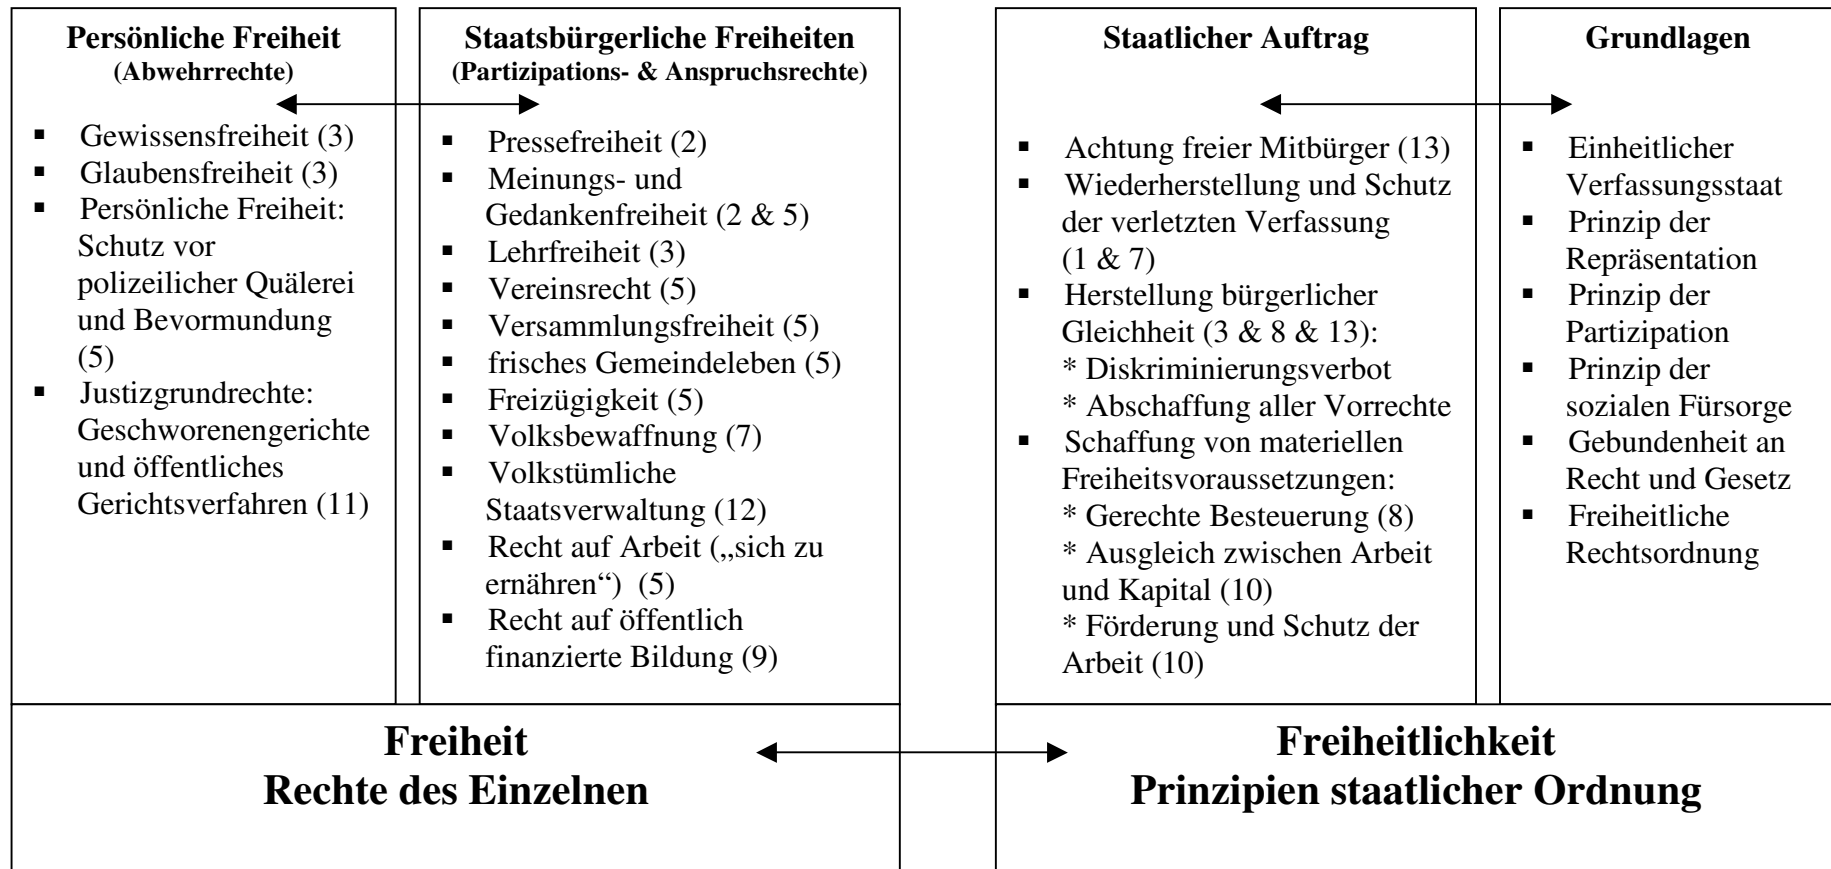 Persönliche Freiheit
(Abwehrrechte)
▪ Gewissensfreiheit (3)
▪ Glaubensfreiheit (3)
▪ Persönliche Freiheit:
Schutz vor
polizeilicher Quälerei
und Bevormundung
(5)
▪ Justizgrundrechte:
Geschworenengerichte
und öffentliches
Gerichtsverfahren (11)
Staatsbürgerliche Freiheiten
(Partizipations- & Anspruchsrechte)
▪ Pressefreiheit (2)
▪ Meinungs- und
Gedankenfreiheit (2 & 5)
▪ Lehrfreiheit (3)
▪ Vereinsrecht (5)
▪ Versammlungsfreiheit (5)
▪ frisches Gemeindeleben (5)
▪ Freizügigkeit (5)
▪ Volksbewaffnung (7)
▪ Volkstümliche
Staatsverwaltung (12)
▪ Recht auf Arbeit („sich zu
ernähren“) (5)
▪ Recht auf öffentlich
finanzierte Bildung (9)
Freiheit
Rechte des Einzelnen
Staatlicher Auftrag
▪ Achtung freier Mitbürger (13)
▪ Wiederherstellung und Schutz
der verletzten Verfassung
(1 & 7)
▪ Herstellung bürgerlicher
Gleichheit (3 & 8 & 13):
* Diskriminierungsverbot
* Abschaffung aller Vorrechte
▪ Schaffung von materiellen
Freiheitsvoraussetzungen:
* Gerechte Besteuerung (8)
* Ausgleich zwischen Arbeit
und Kapital (10)
* Förderung und Schutz der
Arbeit (10)
Grundlagen
▪ Einheitlicher
Verfassungsstaat
▪ Prinzip der
Repräsentation
▪ Prinzip der
Partizipation
▪ Prinzip der
sozialen Fürsorge
▪ Gebundenheit an
Recht und Gesetz
▪ Freiheitliche
Rechtsordnung
Freiheitlichkeit
Prinzipien staatlicher Ordnung